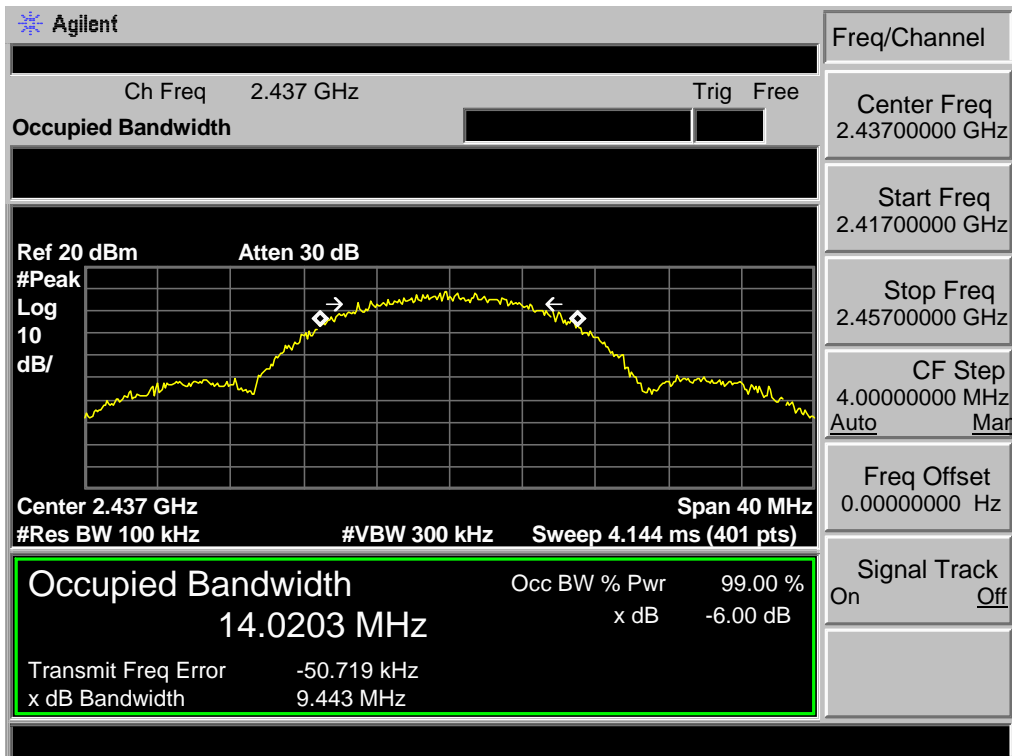 Agilent
Freq/Channel
Ch Freq 2.437 GHz Trig Free
Occupied Bandwidth
Center Freq
2.43700000 GHz
Start Freq
2.41700000 GHz
Stop Freq
2.45700000 GHz
CF Step
4.00000000 MHz
Auto Man
Freq Offset
0.00000000 Hz
Signal Track
On Off
Ref 20 dBm Atten 30 dB
#Peak
Log
10
dB/
Center 2.437 GHz Span 40 MHz
#Res BW 100 kHz #VBW 300 kHz Sweep 4.144 ms (401 pts)
Occupied Bandwidth
14.0203 MHz
Occ BW % Pwr 99.00 %
x dB -6.00 dB
Transmit Freq Error -50.719 kHz
x dB Bandwidth 9.443 MHz